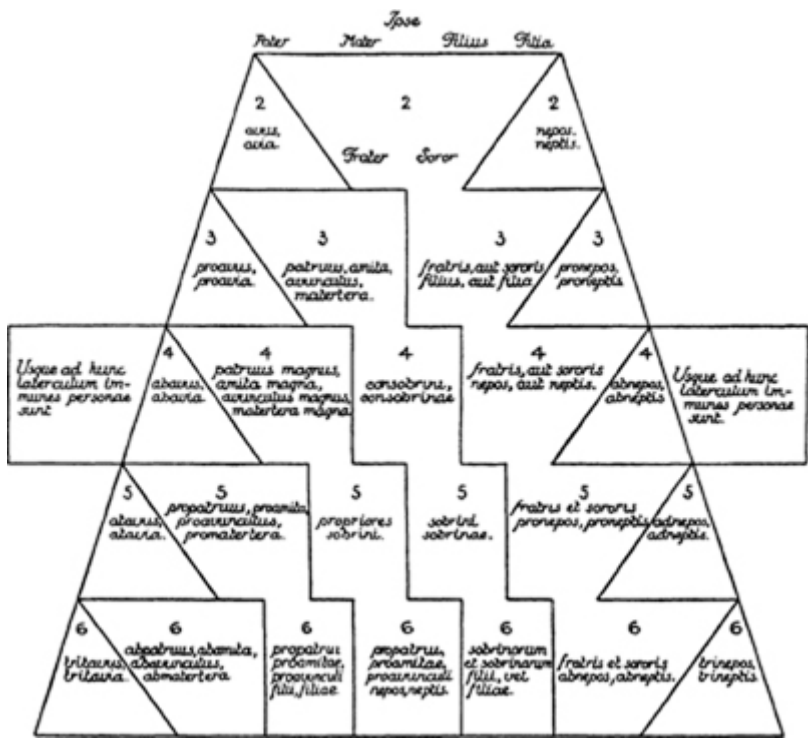 Ipse
Pater Mater Filius Filia
2 2 2
avus,
avia.
nepos.
neptis.
Frater Soror
3 3 3 3
proavus,
proavia.
patruus, amita,
avunculus,
matertera.
fratris, aut sororis
filius, aut filia
pronepos,
proneptis
Usque ad hunc
laterculum im-
munes personae
sunt
4 4 4 4 4
abavus,
abavia.
patruus magnus,
amita magna,
avunculus magnus,
matertera magna.
consobrini,
consobrinae
fratris, aut sororis
nepos, aut neptis.
abnepos,
abneptis
Usque ad hunc
laterculum im-
munes personae
sunt.
5 5 5 5 5 5
atavus,
atavia.
propatruus, proamita,
proavunculus,
promatertera.
propriores
sobrini.
sobrini
sobrinae.
fratris et sororis
pronepos, proneptis
adnepos,
adneptis.
6 6 6 6 6 6 6
tritavus,
tritavia.
abpatruus, abamita,
abavunculus,
abmatertera
propatrus
proamitae,
proavunculi
filii, filiae
propatrus,
proamitae,
proavunculi
nepos, neptis.
sobrinorum
et sobrinarum
filii, vel
filiae.
fratris et sororis
abnepos, abneptis.
trinepos,
trineptis.